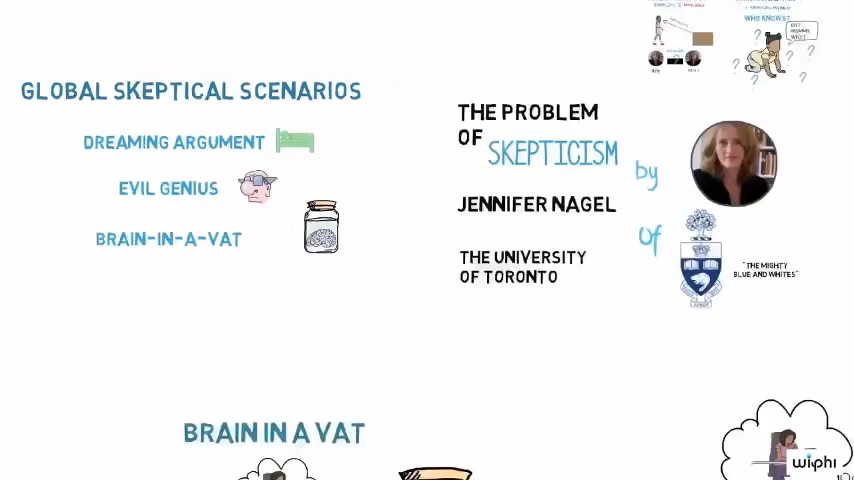 WHO KNOWS?
GLOBAL SKEPTICAL SCENARIOS
DREAMING ARGUMENT
EVIL GENIUS
BRAIN-IN-A-VAT
THE PROBLEM
OF SKEPTICISM
by
JENNIFER NAGEL
of
THE UNIVERSITY
OF TORONTO
"THE MIGHTY
BLUE AND WHITES"
BRAIN IN A VAT
wiphi